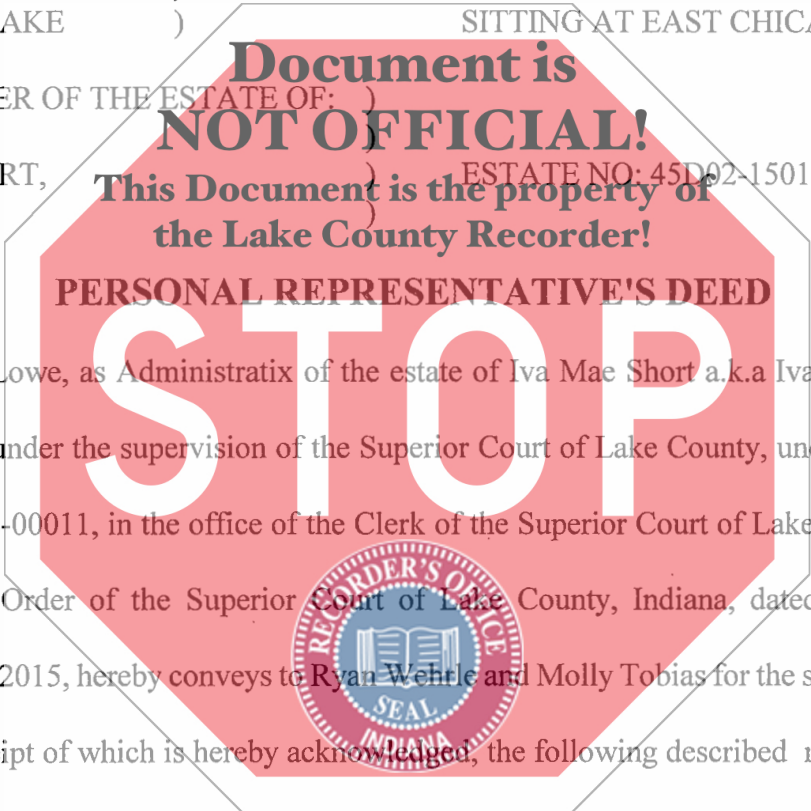 AKE ) SITTING AT EAST CHICA
Document is
ER OF THE ESTATE OF: )
NOT OFFICIAL!
)
RT, ) ESTATE NO: 45D02-1501
This Document is the property of
)
the Lake County Recorder!
PERSONAL REPRESENTATIVE'S DEED
STOP
Lowe, as Administratix of the estate of Iva Mae Short a.k.a Iva
under the supervision of the Superior Court of Lake County, un
-00011, in the office of the Clerk of the Superior Court of Lake
Order of the Superior Court of Lake County, Indiana, dated
RECORDER'S OFFICE
2015, hereby conveys to Ryan Wehrle and Molly Tobias for the s
SEAL
INDIANA
ipt of which is hereby acknowledged, the following described